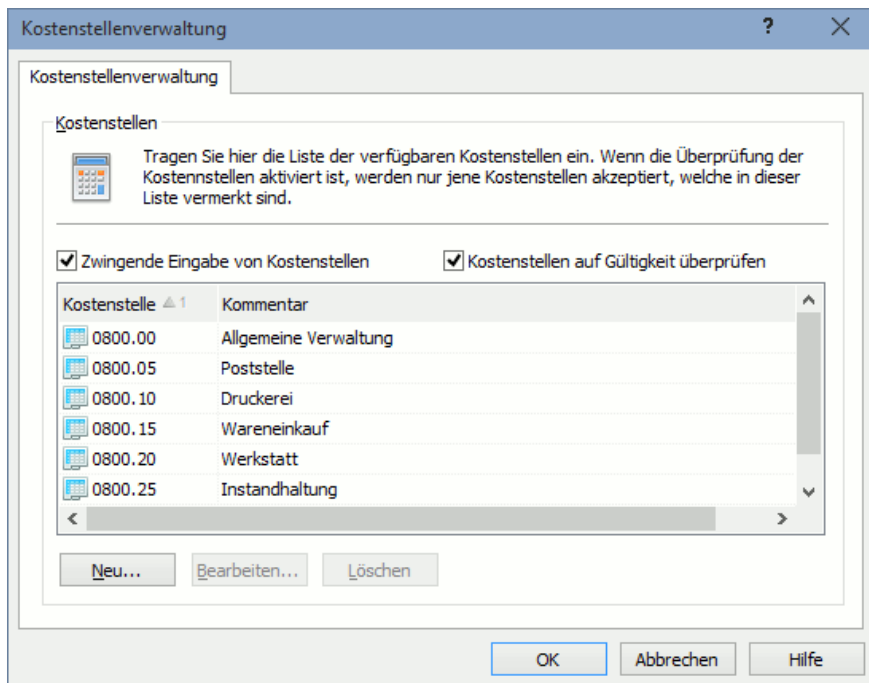 Kostenstellenverwaltung ?
Kostenstellenverwaltung
Kostenstellen
Tragen Sie hier die Liste der verfügbaren Kostenstellen ein. Wenn die Überprüfung der
Kostennstellen aktiviert ist, werden nur jene Kostenstellen akzeptiert, welche in dieser
Liste vermerkt sind.
Zwingende Eingabe von Kostenstellen Kostenstellen auf Gültigkeit überprüfen
Kostenstelle 1 Kommentar
0800.00 Allgemeine Verwaltung
0800.05 Poststelle
0800.10 Druckerei
0800.15 Wareneinkauf
0800.20 Werkstatt
0800.25 Instandhaltung
Neu... Bearbeiten... Löschen
OK Abbrechen Hilfe